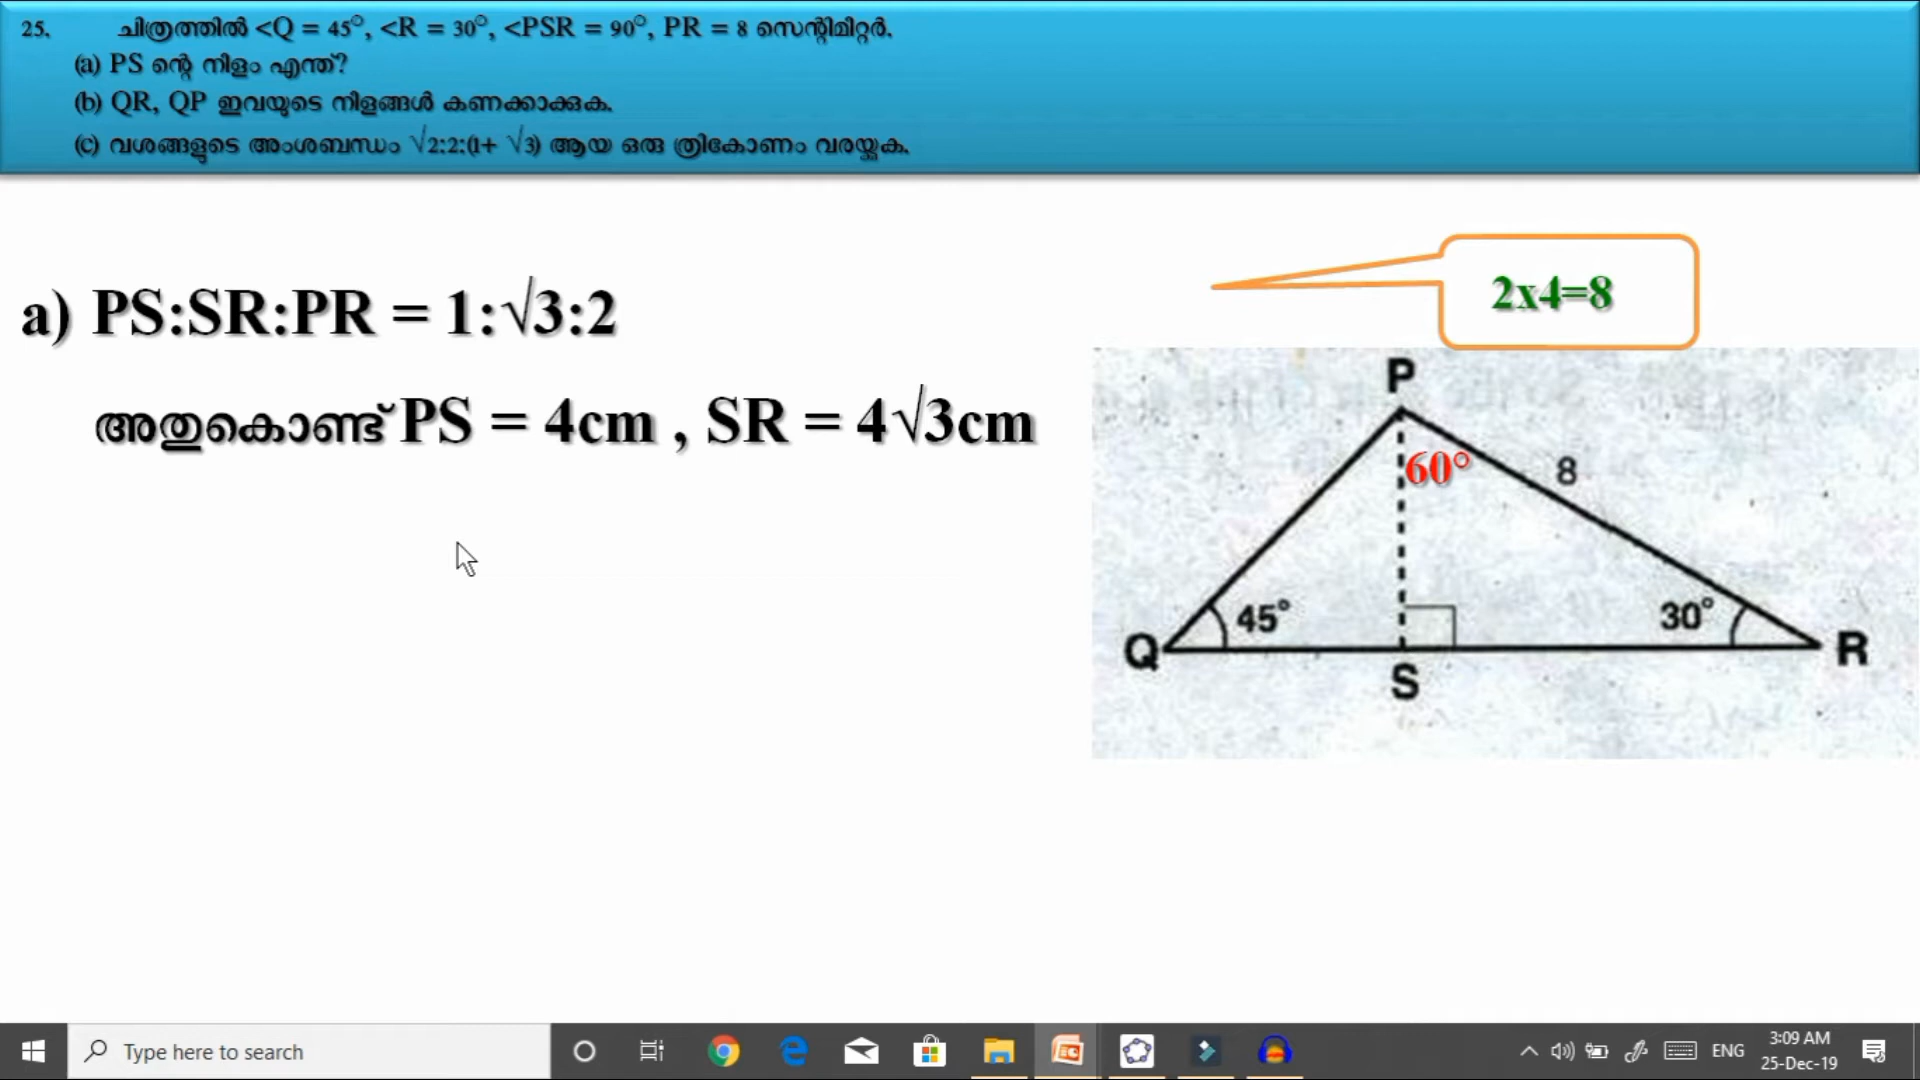 25. ചിത്രത്തിൽ <Q = 45°, <R = 30°, <PSR = 90°, PR = 8 സെന്റിമീറ്റർ.
(a) PS ന്റെ നിളം എന്ത്?
(b) QR, QP ഇവയുടെ നിളങ്ങൾ കണക്കാക്കുക.
(c) വശങ്ങളുടെ അംശബന്ധം √2:2:(1+ √3) ആയ ഒരു ത്രികോണം വരയ്ക്കുക.
2x4=8
a) PS:SR:PR = 1:√3:2
അതുകൊണ്ട് PS = 4cm , SR = 4√3cm
P
60°
8
45°
30°
Q
R
S
Type here to search
ENG
3:09 AM
25-Dec-19